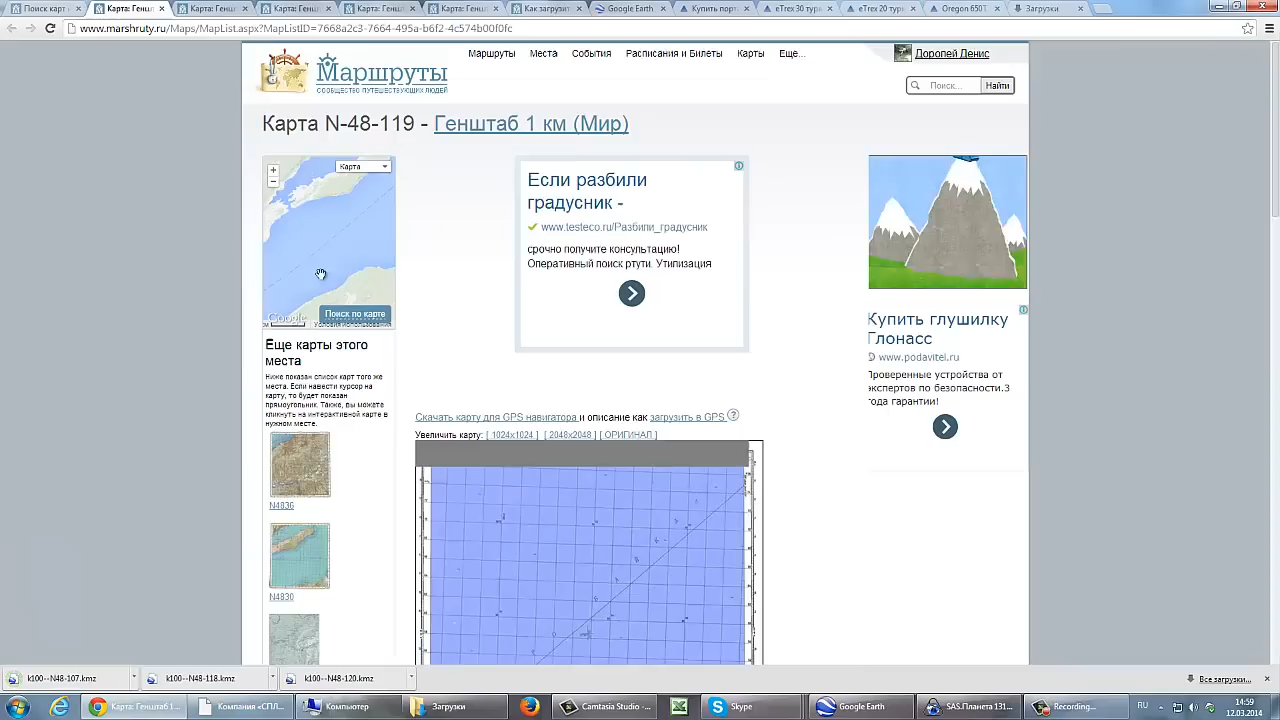 Поиск карт
Карта: Генш
Карта: Генш
Карта: Генш
Карта: Генш
Карта: Генш
Как загрузит
Google Earth
Купить порт
eTrex 30 тури
eTrex 20 турис
Oregon 650T
Загрузки
www.marshruty.ru/Maps/MapList.aspx?MapListID=7668a2c3-7664-495a-b6f2-4c574b00f0fc
Маршруты
Места
События
Расписания и Билеты
Карты
Еще...
Доропей Денис
Маршруты
СООБЩЕСТВО ПУТЕШЕСТВУЮЩИХ ЛЮДЕЙ
Поиск...
Найти
Карта N-48-119 - Генштаб 1 км (Мир)
Карта
Поиск по карте
Google
Условия использования
Еще карты этого
места
Ниже показан список карт того же
места. Если навести курсор на
карту, то будет показан
прямоугольник. Также, вы можете
кликнуть на интерактивной карте в
нужном месте.
N4836
N4830
Если разбили
градусник -
www.testeco.ru/Разбили_градусник
срочно получите консультацию!
Оперативный поиск ртути. Утилизация
Скачать карту для GPS навигатора и описание как загрузить в GPS
Увеличить карту: [ 1024x1024 ] [ 2048x2048 ] [ ОРИГИНАЛ ]
Купить глушилку
Глонасс
www.podavitel.ru
Проверенные устройства от
экспертов по безопасности.3
года гарантии!
k100--N48-107.kmz
k100--N48-118.kmz
k100--N48-120.kmz
Все загрузки...
Карта: Генштаб 1...
Компания «СПЛ...
Компьютер
Загрузки
Camtasia Studio - ...
Skype
Google Earth
SAS.Планета 131...
Recording...
RU
14:59
12.03.2014